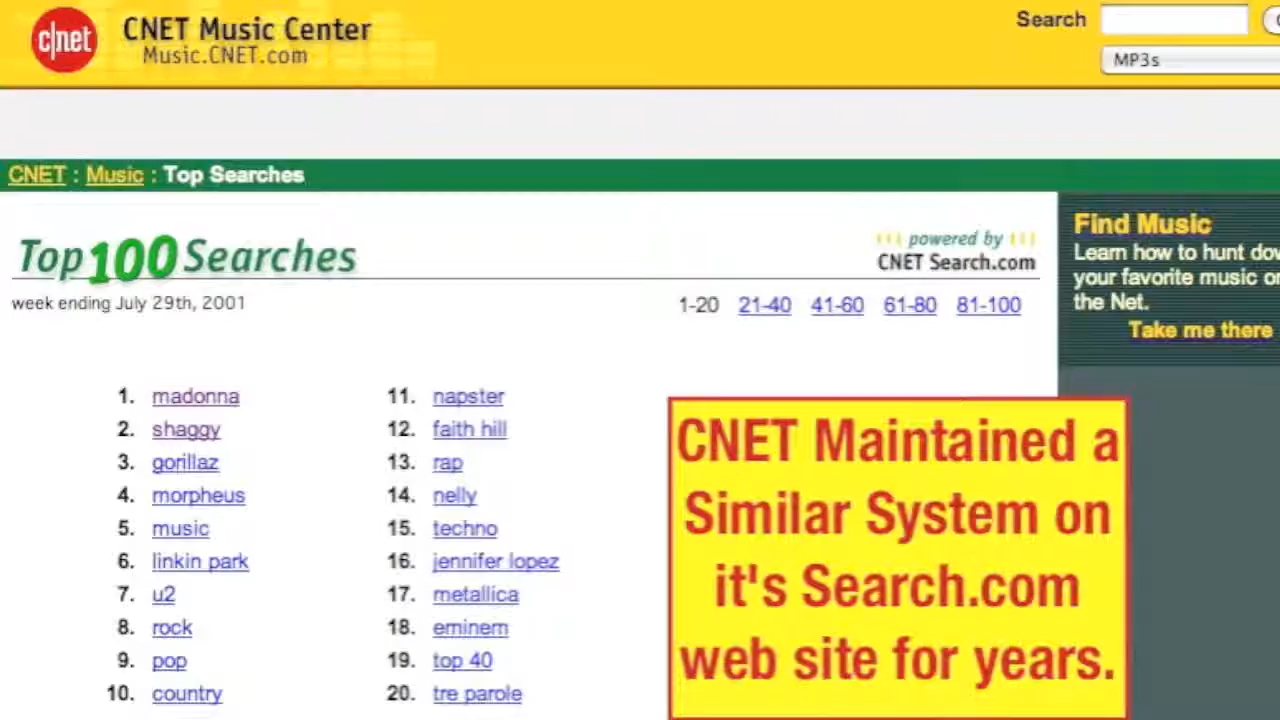 c|net
CNET Music Center
Music.CNET.com
Search
MP3s
CNET : Music : Top Searches
Top 100 Searches
powered by
CNET Search.com
week ending July 29th, 2001
1-20 21-40 41-60 61-80 81-100
Find Music
Learn how to hunt
your favorite music
the Net.
Take me there
1. madonna
2. shaggy
3. gorillaz
4. morpheus
5. music
6. linkin park
7. u2
8. rock
9. pop
10. country
11. napster
12. faith hill
13. rap
14. nelly
15. techno
16. jennifer lopez
17. metallica
18. eminem
19. top 40
20. tre parole
CNET Maintained a
Similar System on
it's Search.com
web site for years.